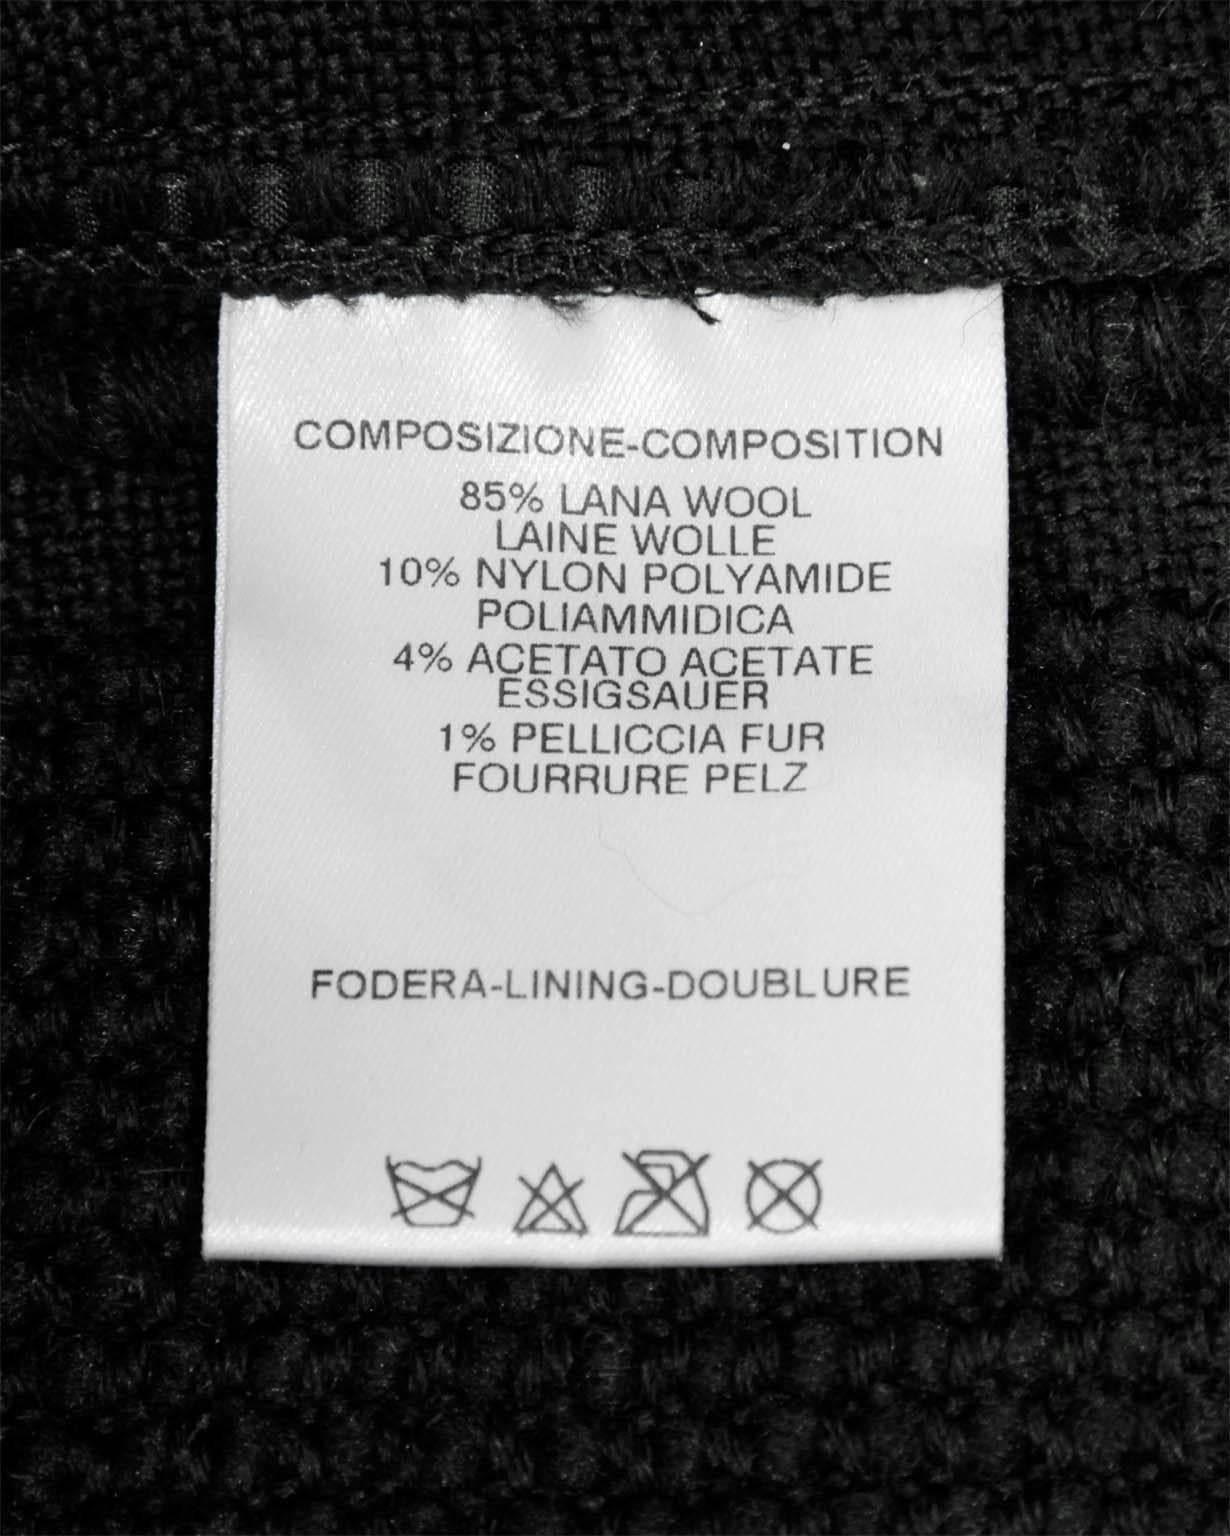 COMPOSIZIONE-COMPOSITION
85% LANA WOOL
LAINE WOLLE
10% NYLON POLYAMIDE
POLIAMMIDICA
4% ACETATO ACETATE
ESSIGSAUER
1% PELLICCIA FUR
FOURRURE PELZ
FODERA-LINING-DOUBLURE